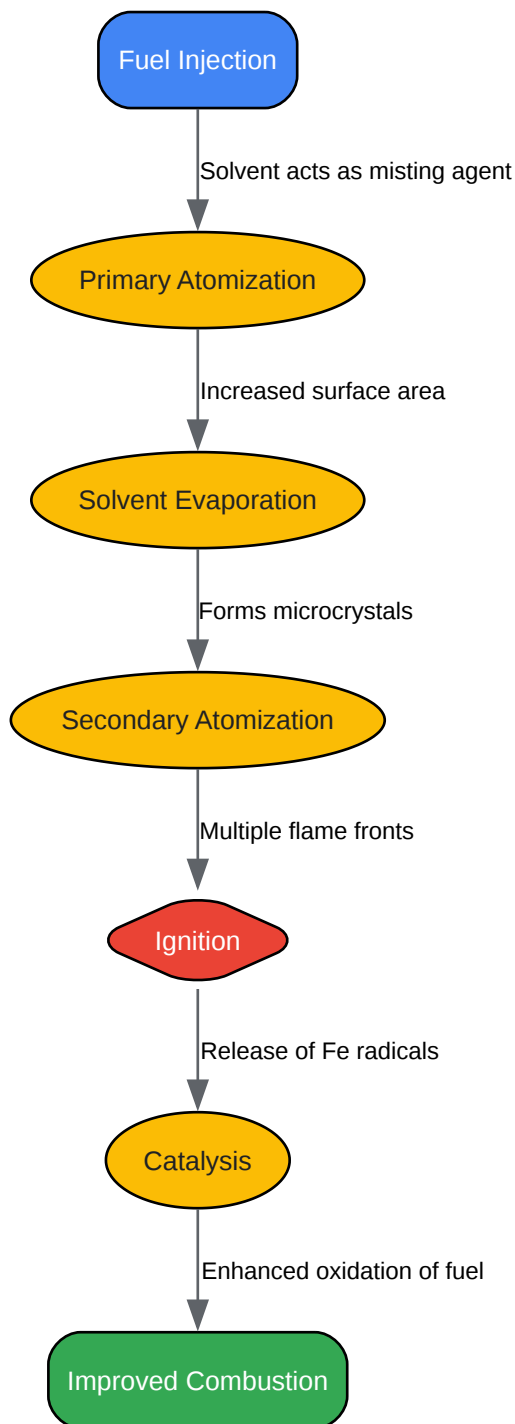 Fuel Injection
Solvent acts as misting agent
Primary Atomization
Increased surface area
Solvent Evaporation
Forms microcrystals
Secondary Atomization
Multiple flame fronts
Ignition
Release of Fe radicals
Catalysis
Enhanced oxidation of fuel
Improved Combustion